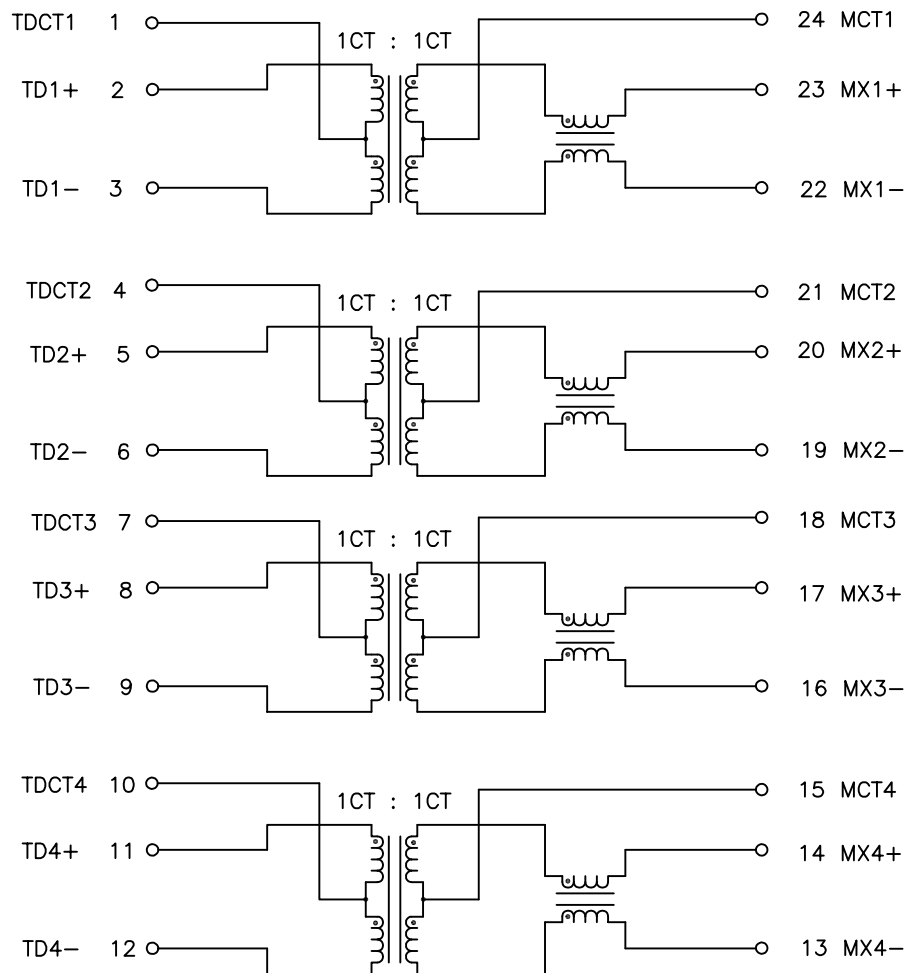 TDCT1 1 24 MCT1
1CT : 1CT
TD1+ 2 23 MX1+
TD1− 3 22 MX1−
TDCT2 4 21 MCT2
1CT : 1CT
TD2+ 5 20 MX2+
TD2− 6 19 MX2−
TDCT3 7 18 MCT3
1CT : 1CT
TD3+ 8 17 MX3+
TD3− 9 16 MX3−
TDCT4 10 15 MCT4
1CT : 1CT
TD4+ 11 14 MX4+
TD4− 12 13 MX4−